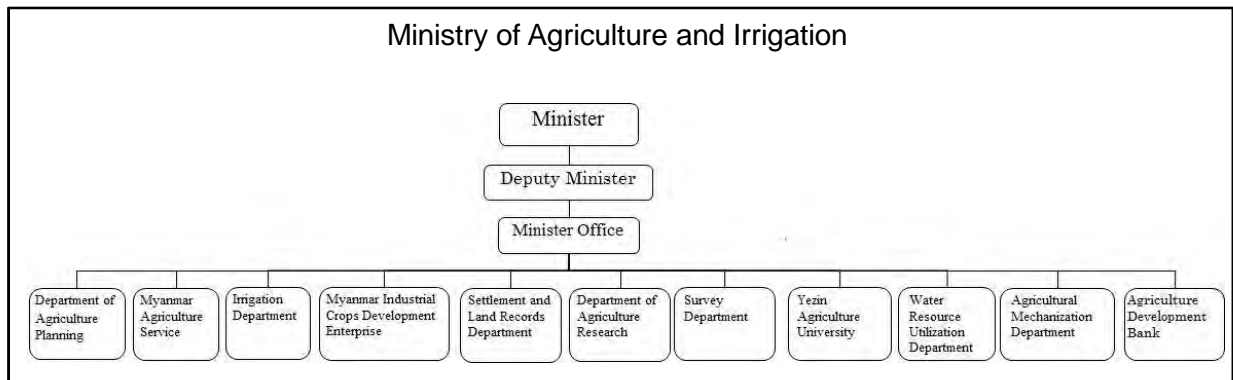 Ministry of Agriculture and Irrigation
Minister
Deputy Minister
Minister Office
Department of
Agriculture
Planning
Myanmar
Agriculture
Service
Irrigation
Department
Myanmar Industrial
Crops Development
Enterprise
Settlement and
Land Records
Department
Department of
Agriculture
Research
Survey
Department
Yezin
Agriculture
University
Water
Resource
Utilization
Department
Agricultural
Mechanization
Department
Agriculture
Development
Bank